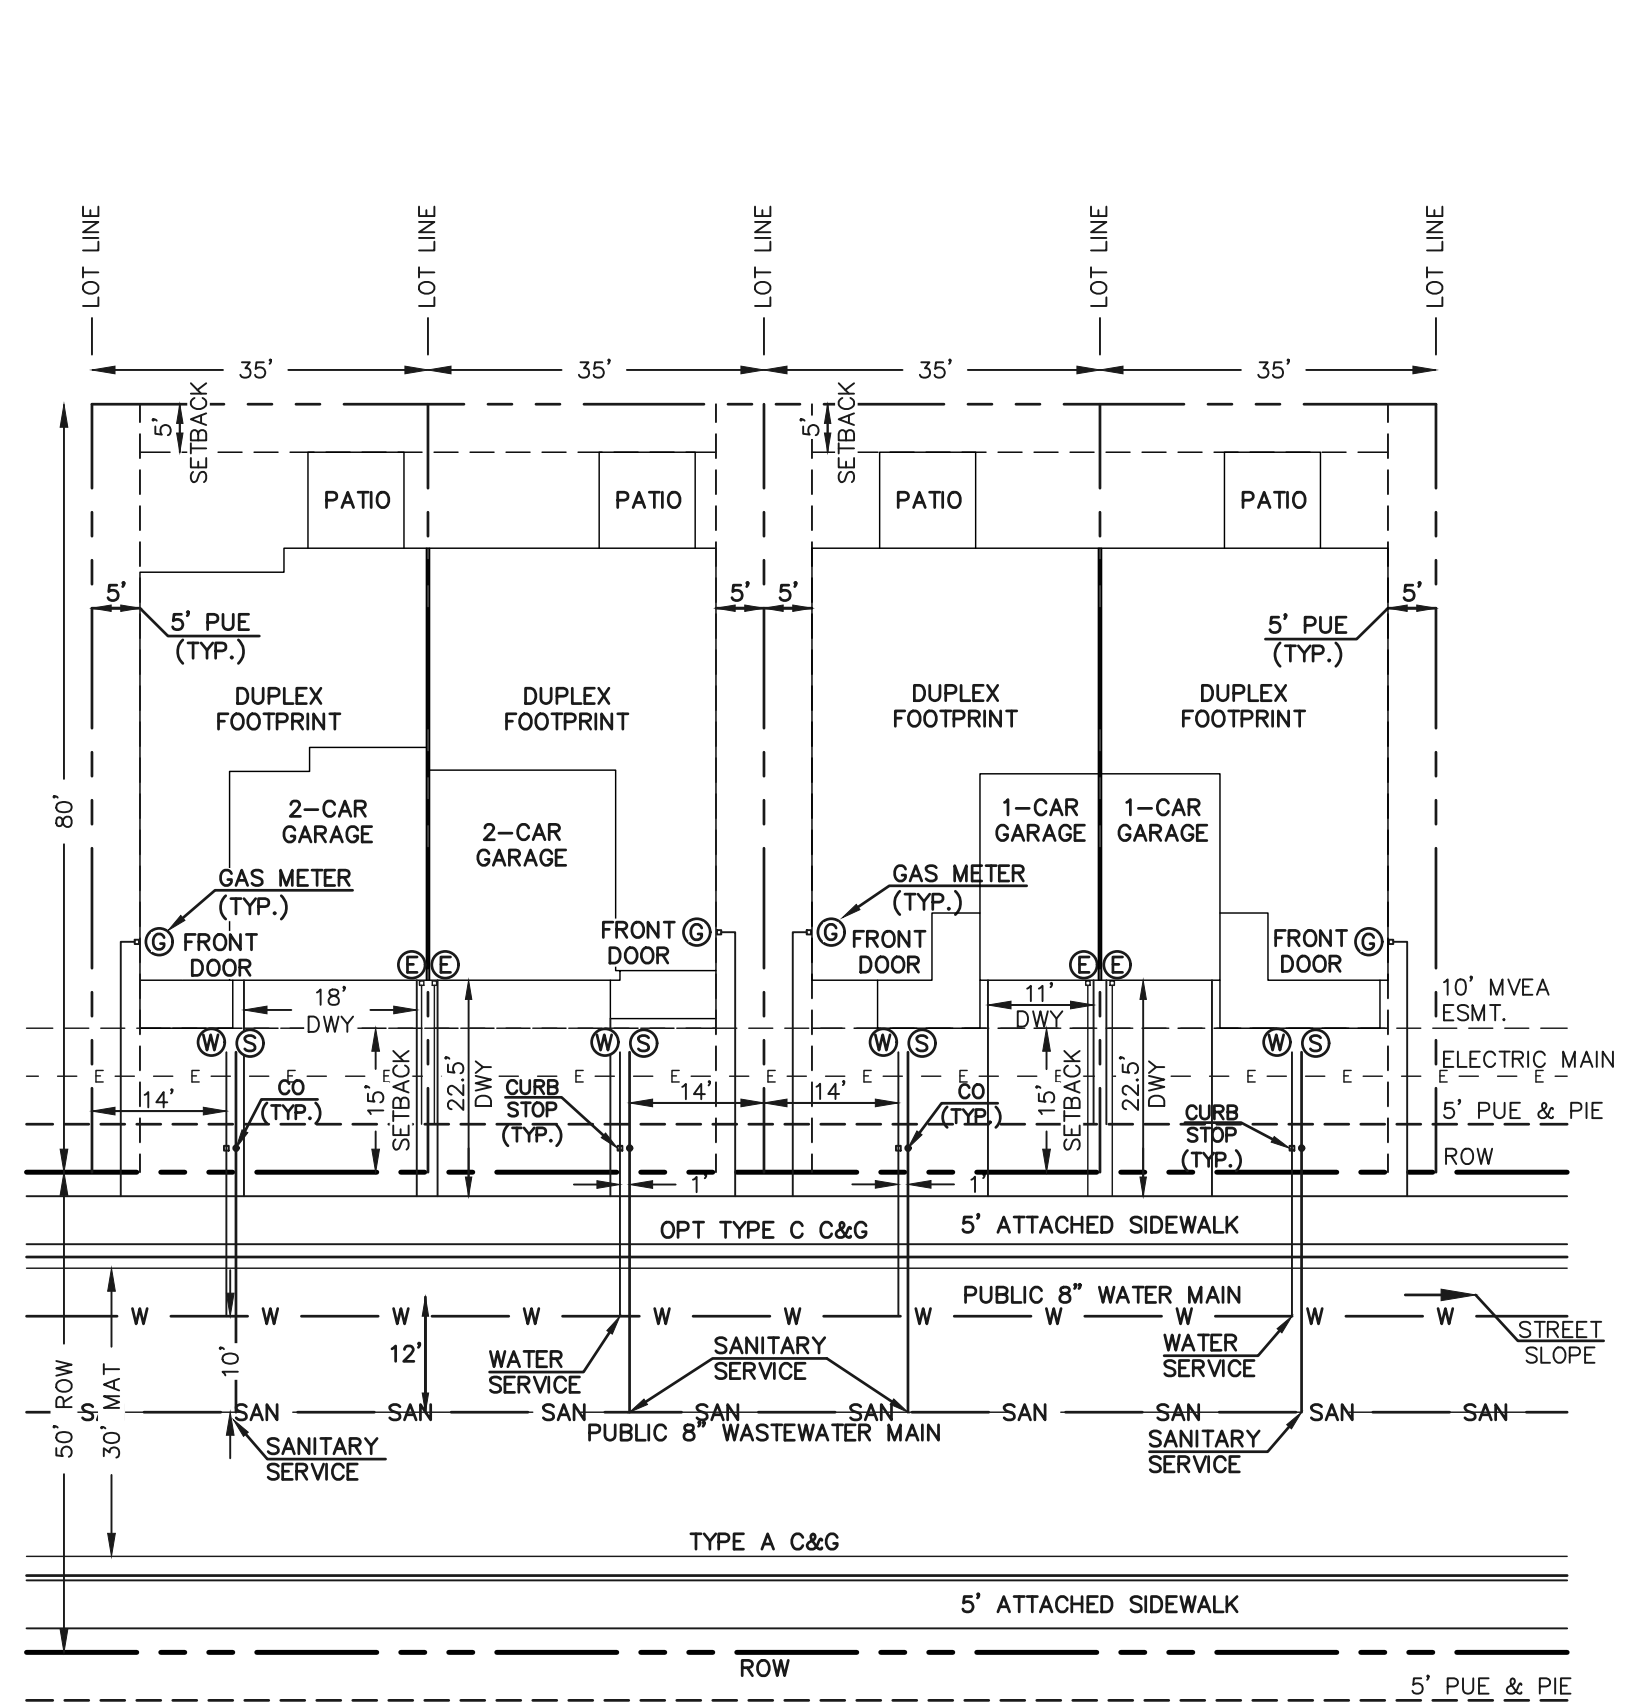 LOT LINE
LOT LINE
LOT LINE
LOT LINE
LOT LINE
35'
35'
35'
35'
5'
SETBACK
5'
SETBACK
PATIO
PATIO
PATIO
PATIO
5'
5'
5'
5'
5' PUE
(TYP.)
5' PUE
(TYP.)
DUPLEX
FOOTPRINT
DUPLEX
FOOTPRINT
DUPLEX
FOOTPRINT
DUPLEX
FOOTPRINT
80'
2-CAR
GARAGE
2-CAR
GARAGE
1-CAR
GARAGE
1-CAR
GARAGE
GAS METER
(TYP.)
GAS METER
(TYP.)
G
FRONT
DOOR
FRONT
DOOR
G
G
FRONT
DOOR
FRONT
DOOR
G
E
E
E
E
18'
DWY
11'
DWY
10' MVEA
ESMT.
W
S
W
S
W
S
W
S
ELECTRIC MAIN
E E E E E E E E E E E E E
15'
SETBACK
22.5'
DWY
15'
SETBACK
22.5'
DWY
14'
CO
(TYP.)
CURB
STOP
(TYP.)
14'
14'
CO
(TYP.)
CURB
STOP
(TYP.)
5' PUE & PIE
ROW
1'
1'
OPT TYPE C C&G
5' ATTACHED SIDEWALK
PUBLIC 8" WATER MAIN
W W W W W W W W W W W
STREET
SLOPE
12'
10'
WATER
SERVICE
SANITARY
SERVICE
WATER
SERVICE
50' ROW
30' MAT
S SAN SAN SAN SAN SAN SAN SAN SAN SAN
PUBLIC 8" WASTEWATER MAIN
SANITARY
SERVICE
SANITARY
SERVICE
TYPE A C&G
5' ATTACHED SIDEWALK
ROW
5' PUE & PIE